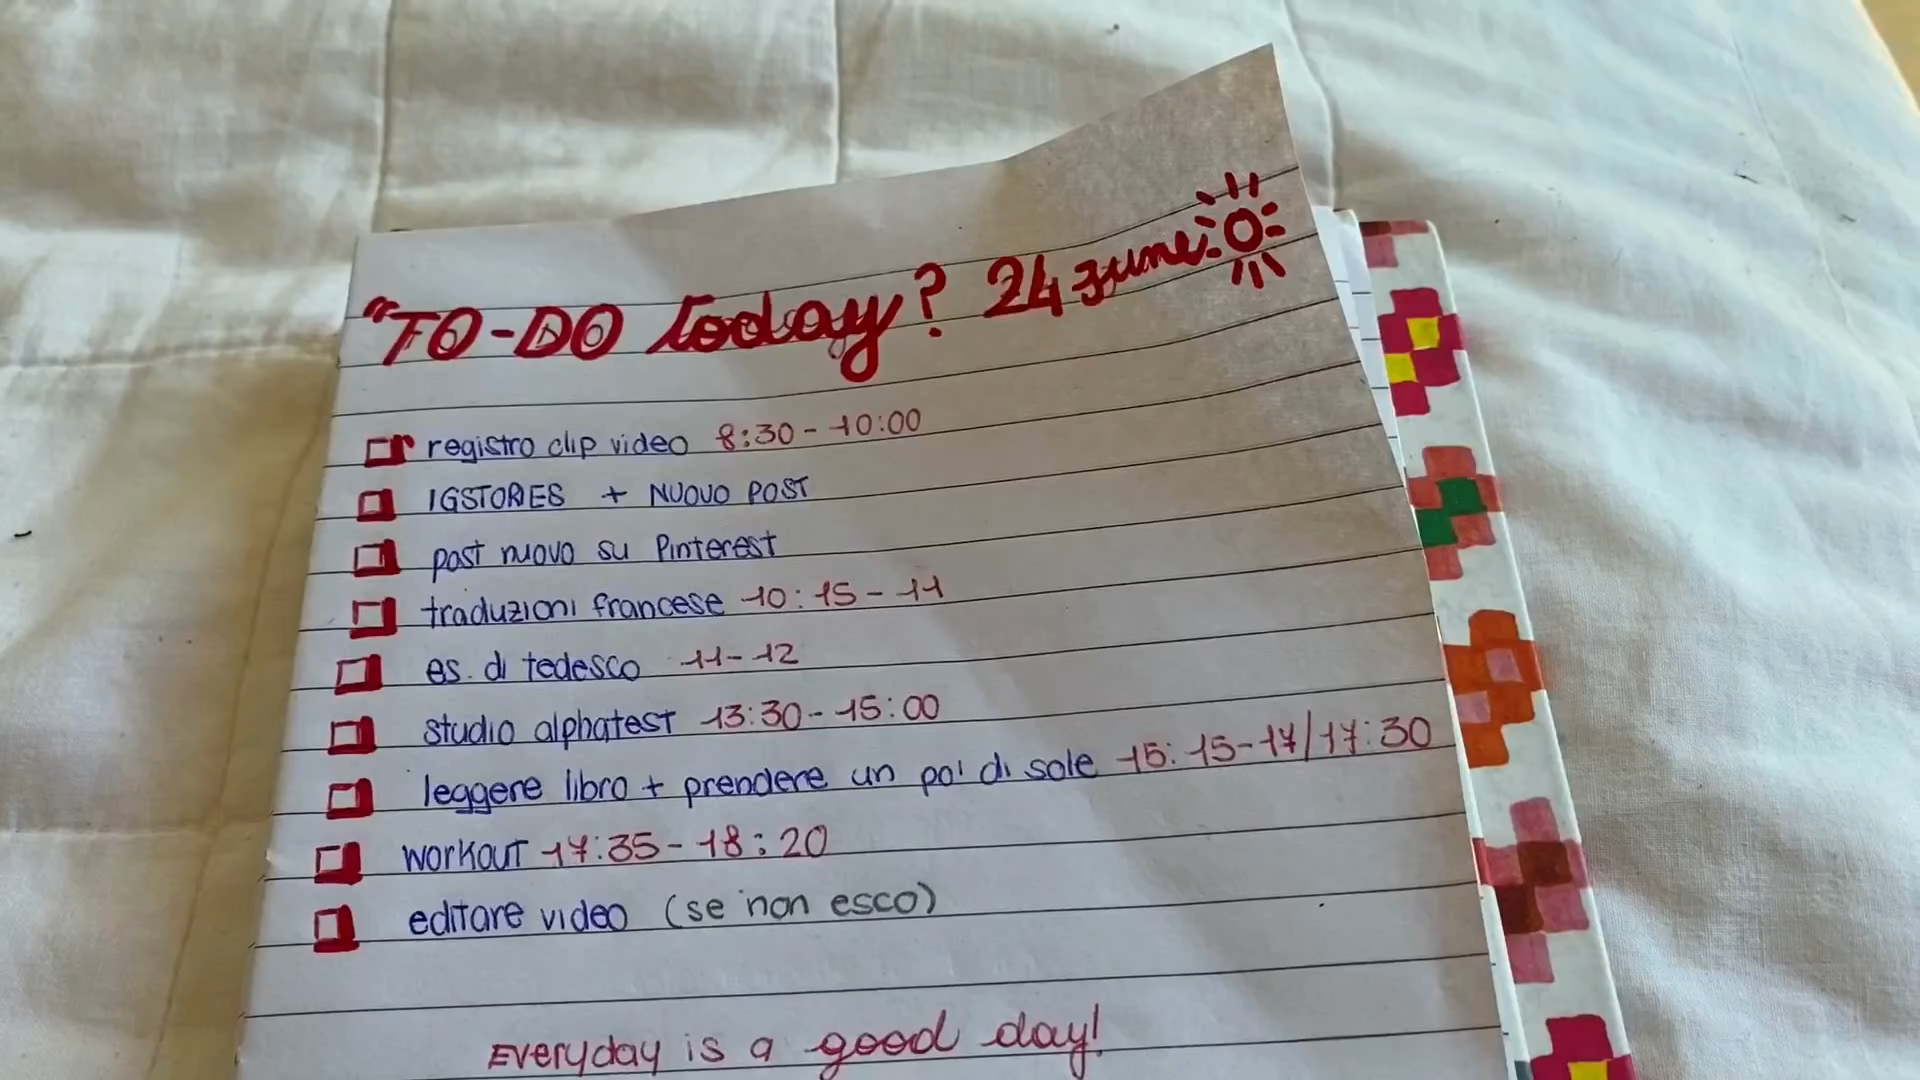 "TO-DO today? 24 june
registro clip video 8:30-10:00
IGSTORIES + NUOVO POST
post nuovo su Pinterest
traduzioni francese 10:15-11
es. di tedesco 11-12
studio alphatest 13:30-15:00
leggere libro + prendere un po' di sole 15:15-17/17:30
workout 17:35-18:20
editare video (se non esco)
Everyday is a good day!